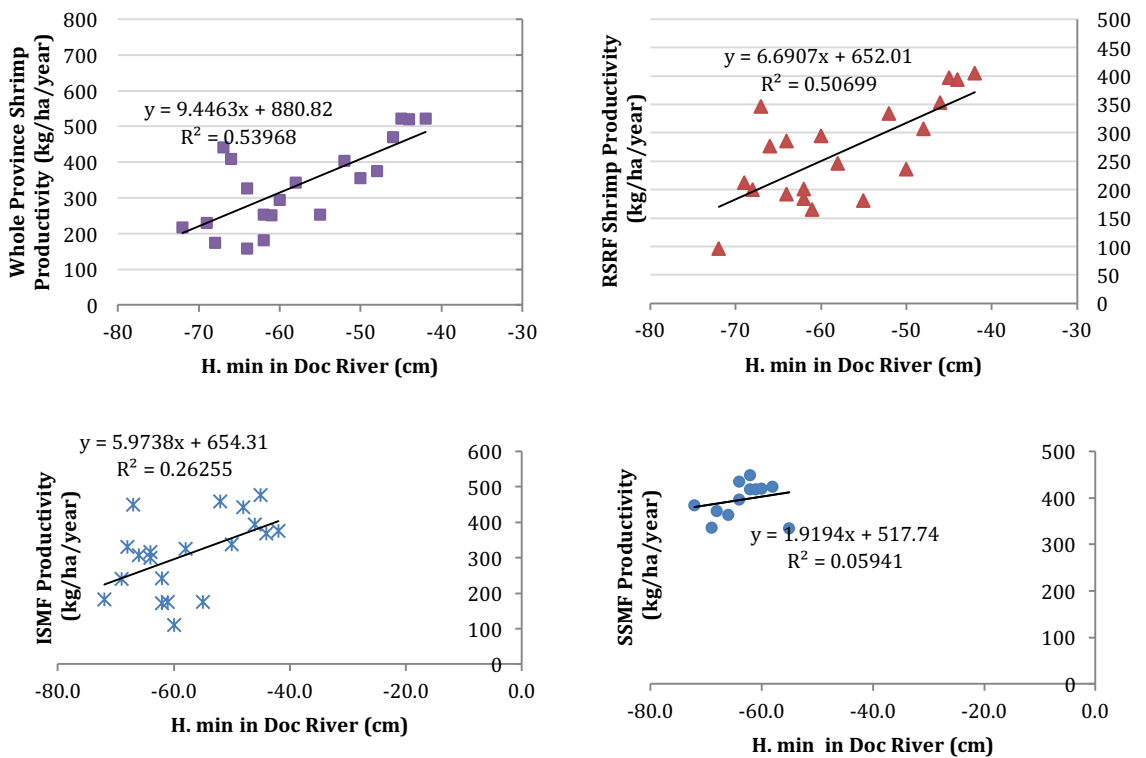 Whole Province Shrimp
Productivity (kg/ha/year)
800
700
600
500
400
300
200
100
0
y = 9.4463x + 880.82
R² = 0.53968
-80
-70
-60
-50
-40
-30
H. min in Doc River (cm)
RSRF Shrimp Productivity
(kg/ha/year)
y = 6.6907x + 652.01
R² = 0.50699
500
450
400
350
300
250
200
150
100
50
0
-80
-70
-60
-50
-40
-30
H. min in Doc River (cm)
ISMF Productivity
(kg/ha/year)
y = 5.9738x + 654.31
R² = 0.26255
600
500
400
300
200
100
0
-80.0
-60.0
-40.0
-20.0
0.0
H. min in Doc River (cm)
SSMF Productivity
(kg/ha/year)
y = 1.9194x + 517.74
R² = 0.05941
500
400
300
200
100
0
-80.0
-60.0
-40.0
-20.0
0.0
H. min in Doc River (cm)